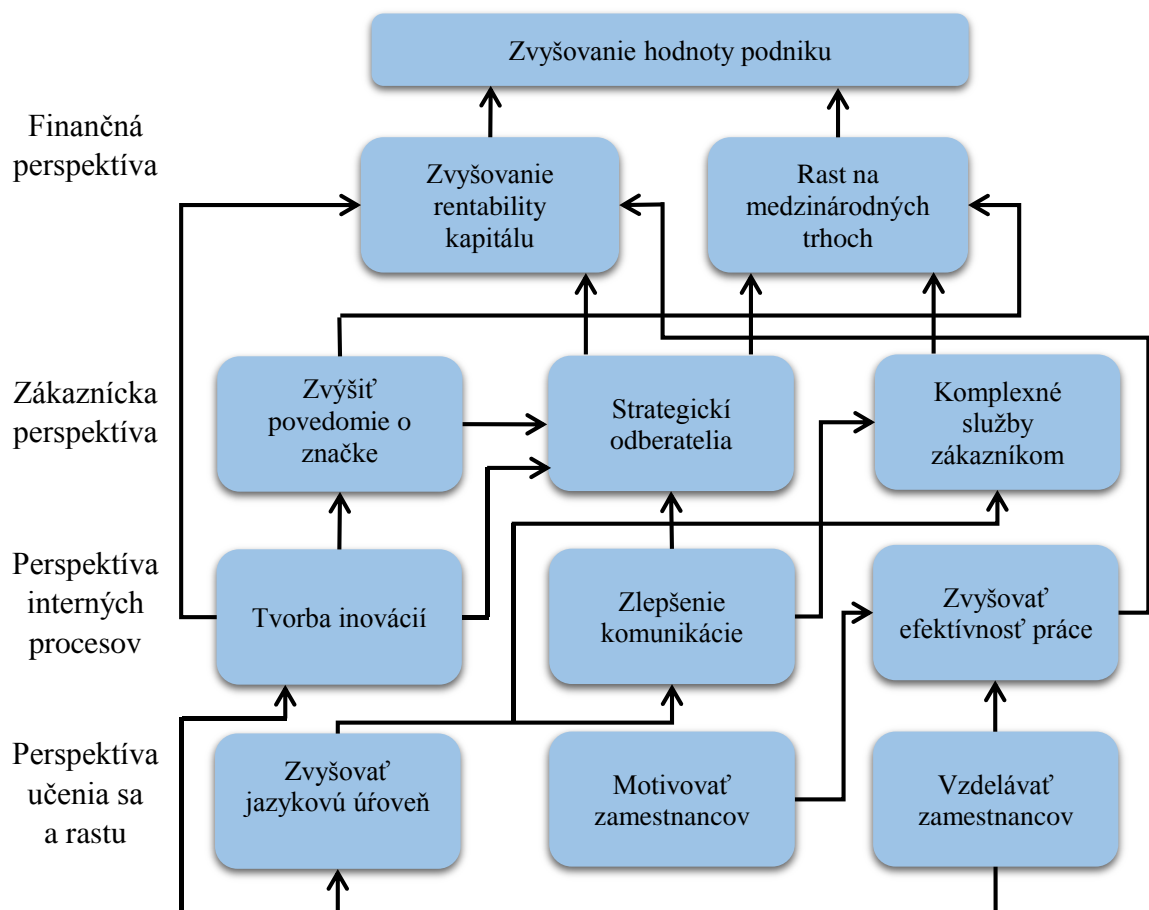 Zvyšovanie hodnoty podniku
Finančná
perspektíva
Zvyšovanie
rentability
kapitálu
Rast na
medzinárodných
trhoch
Zákaznícka
perspektíva
Zvýšiť
povedomie o
značke
Strategickí
odberatelia
Komplexné
služby
zákazníkom
Perspektíva
interných
procesov
Tvorba inovácií
Zlepšenie
komunikácie
Zvyšovať
efektívnosť práce
Perspektíva
učenia sa
a rastu
Zvyšovať
jazykovú úŕoveň
Motivovať
zamestnancov
Vzdelávať
zamestnancov